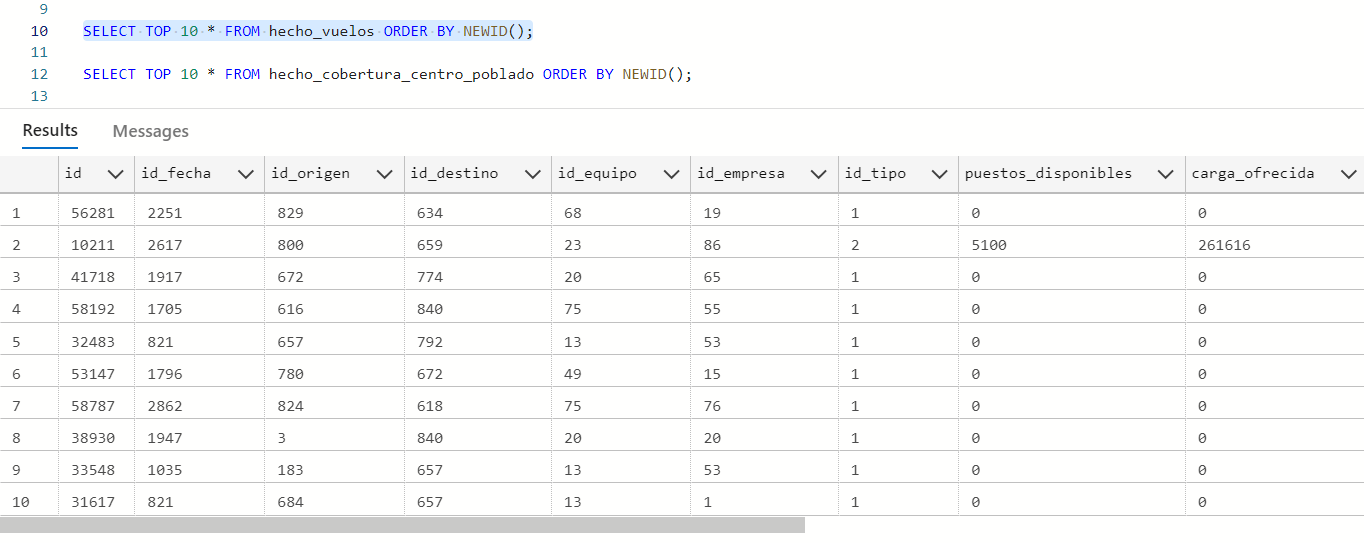 9
10 SELECT TOP 10 * FROM hecho_vuelos ORDER BY NEWID();
11
12 SELECT TOP 10 * FROM hecho_cobertura_centro_poblado ORDER BY NEWID();
13
Results Messages
id id_fecha id_origen id_destino id_equipo id_empresa id_tipo puestos_disponibles carga_ofrecida
1 56281 2251 829 634 68 19 1 0 0
2 10211 2617 800 659 23 86 2 5100 261616
3 41718 1917 672 774 20 65 1 0 0
4 58192 1705 616 840 75 55 1 0 0
5 32483 821 657 792 13 53 1 0 0
6 53147 1796 780 672 49 15 1 0 0
7 58787 2862 824 618 75 76 1 0 0
8 38930 1947 3 840 20 20 1 0 0
9 33548 1035 183 657 13 53 1 0 0
10 31617 821 684 657 13 1 1 0 0